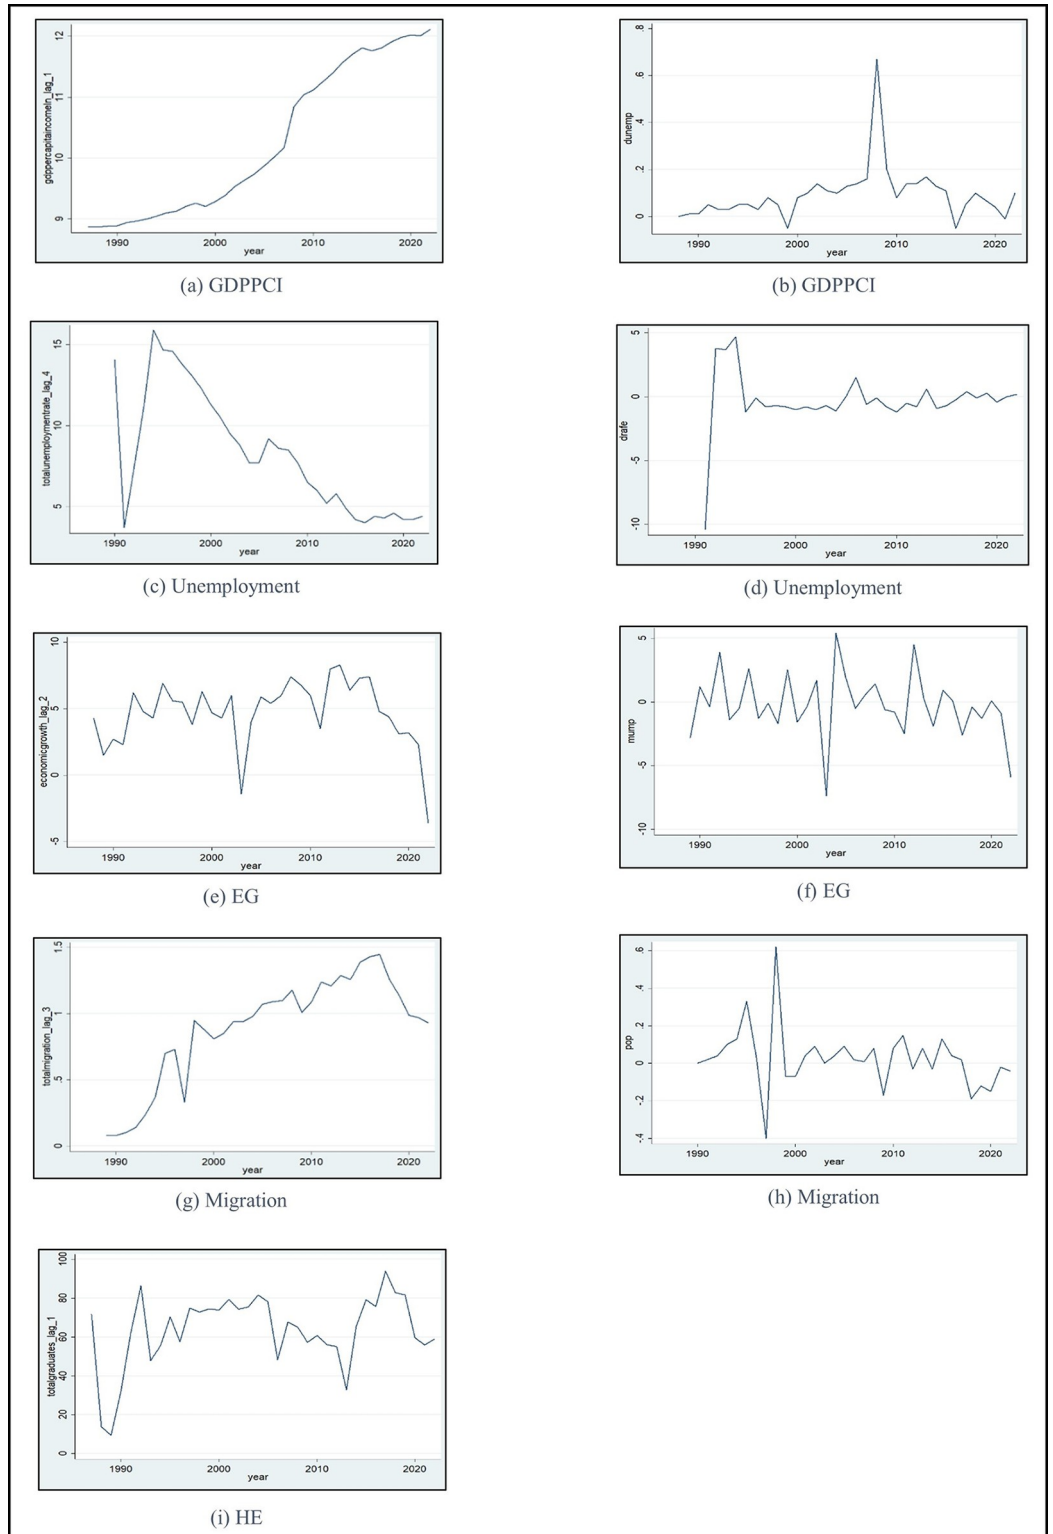 gdppercapitaincomeln_lag_1
12
11
10
9
1990 2000 2010 2020
year
(a) GDPPCI
dunemp
.8
.6
.4
.2
0
1990 2000 2010 2020
year
(b) GDPPCI
totalunemploymentrate_lag_4
15
10
5
1990 2000 2010 2020
year
(c) Unemployment
drafe
5
0
-5
-10
1990 2000 2010 2020
year
(d) Unemployment
economicgrowth_lag_2
10
5
0
-5
1990 2000 2010 2020
year
(e) EG
mump
5
0
-5
-10
1990 2000 2010 2020
year
(f) EG
totalmigration_lag_3
1.5
1
.5
0
1990 2000 2010 2020
year
(g) Migration
pop
.6
.4
.2
0
-.2
-.4
1990 2000 2010 2020
year
(h) Migration
totalgraduates_lag_1
100
80
60
40
20
0
1990 2000 2010 2020
year
(i) HE